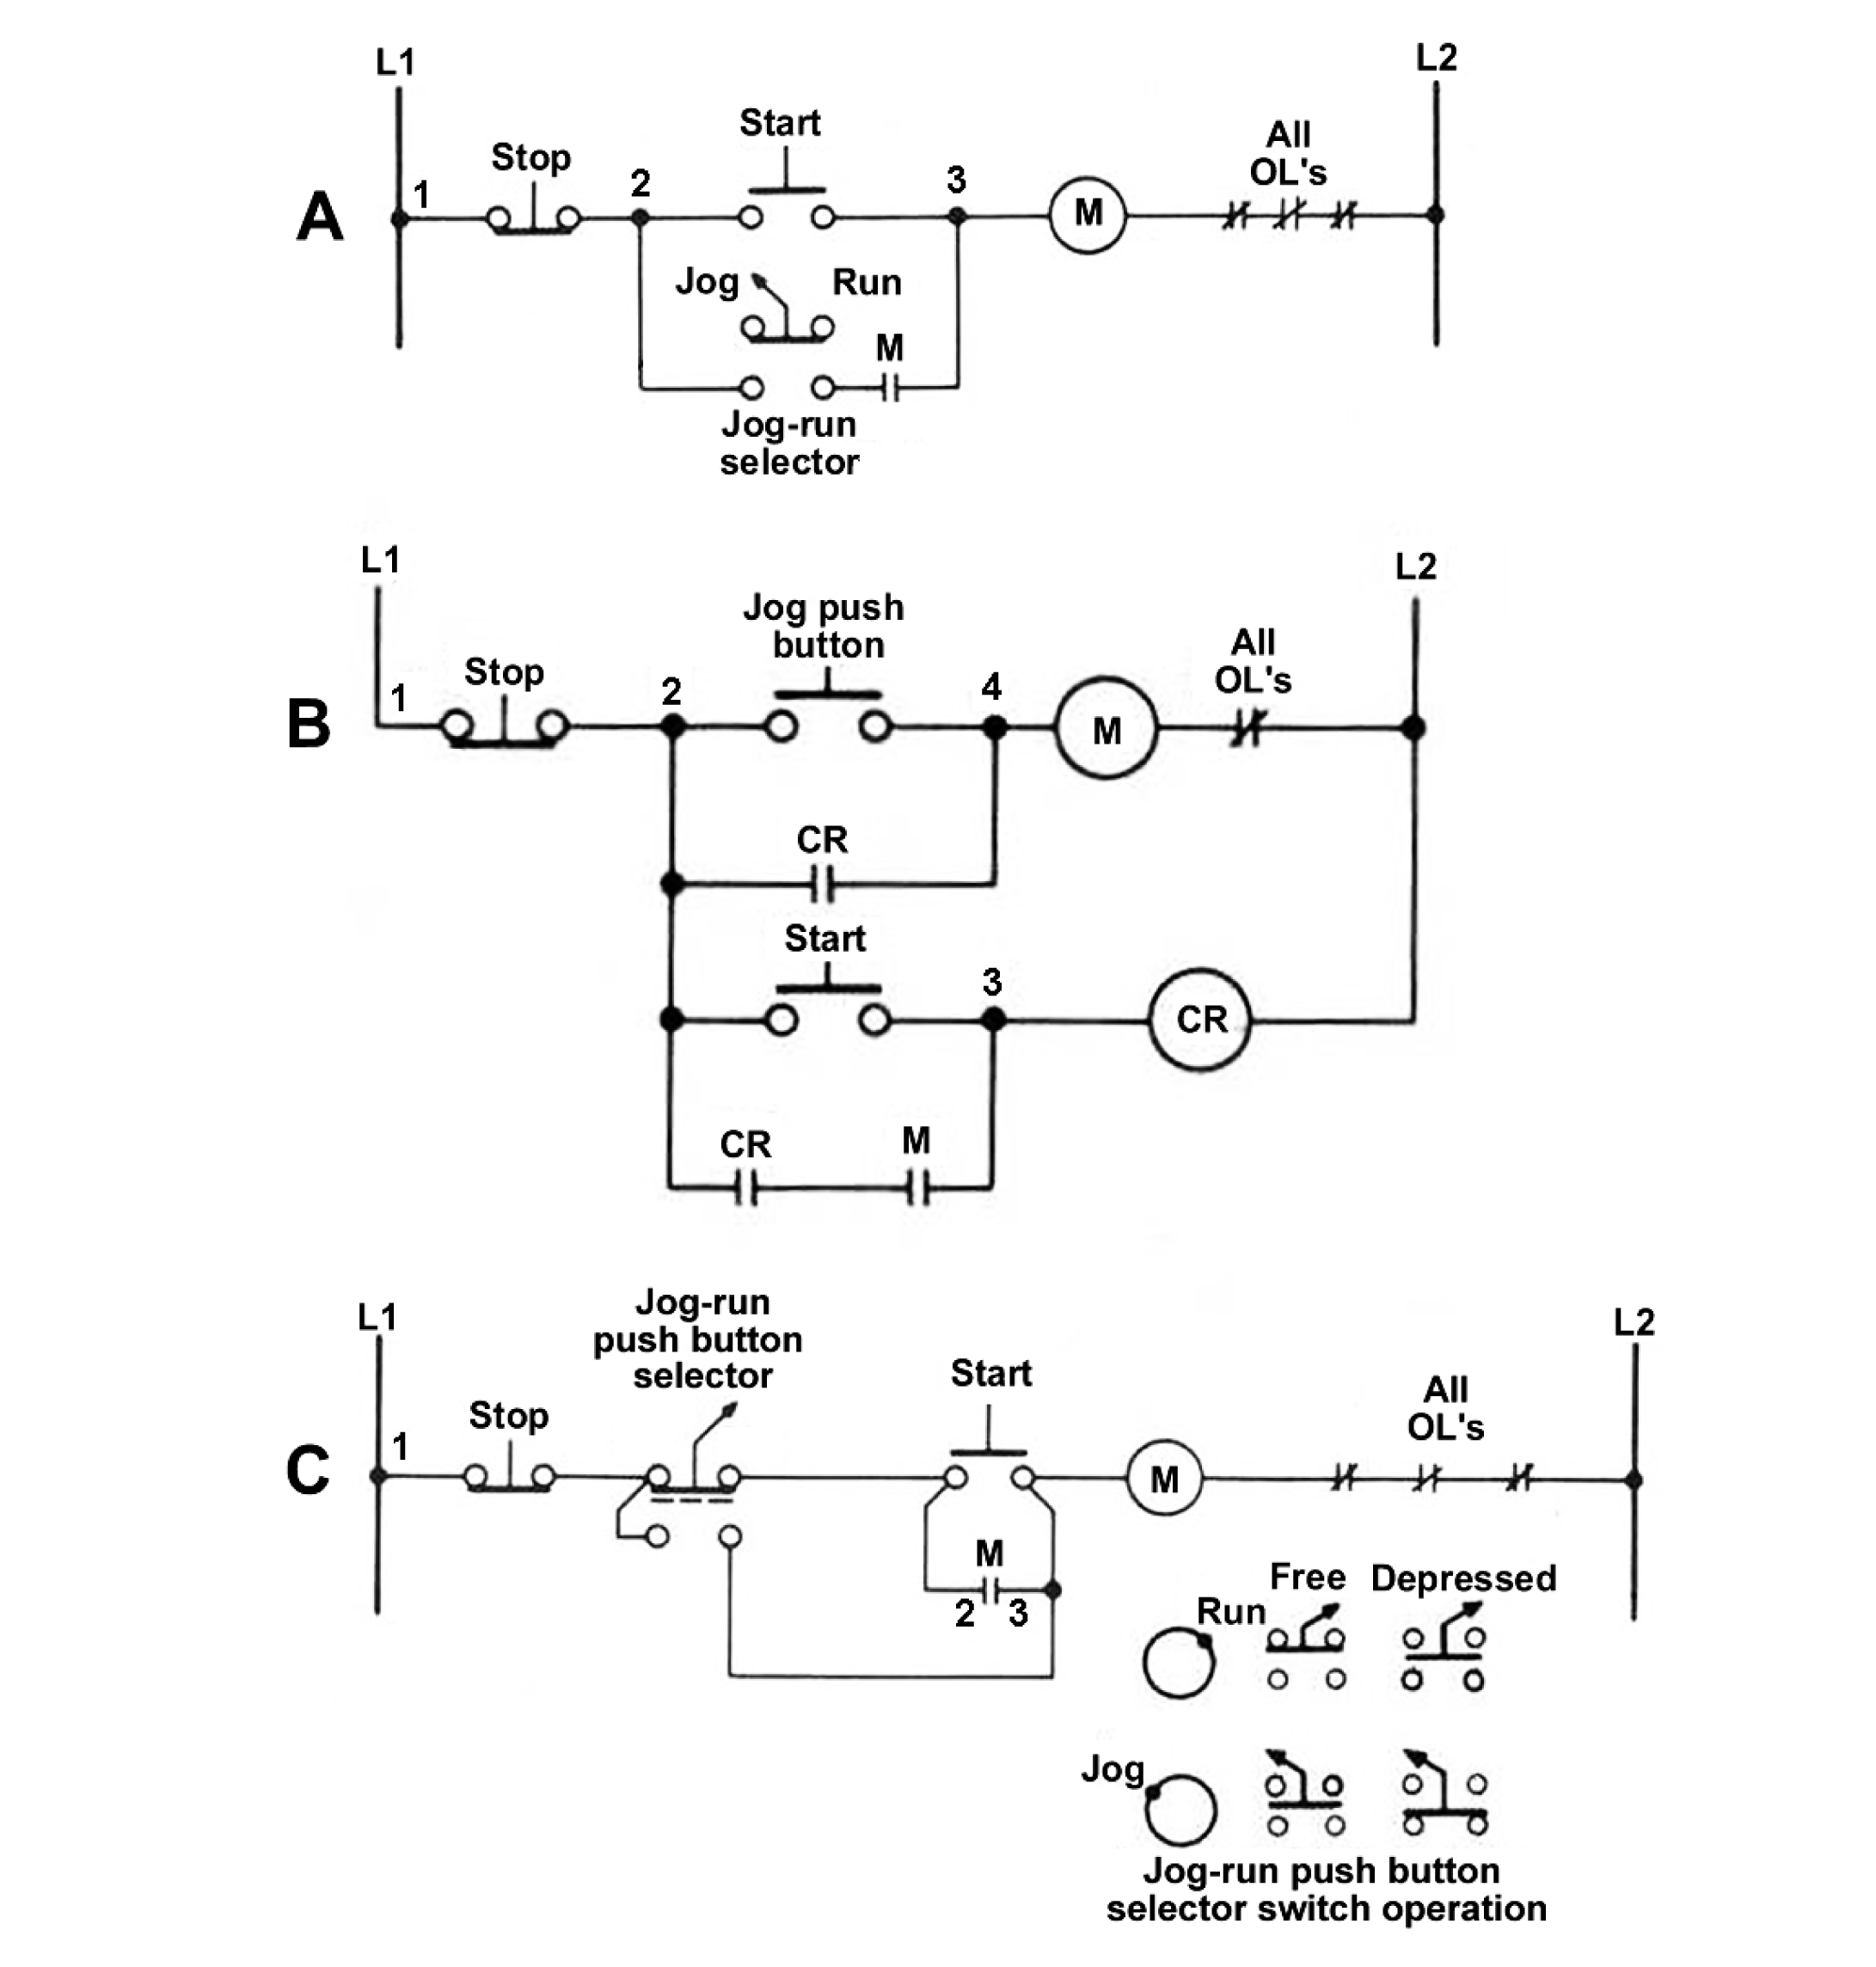 L1
L2
Start
All
OL's
Stop
1
2
3
A
M
Jog
Run
M
Jog-run
selector
L1
L2
Jog push
button
All
OL's
Stop
1
2
4
B
M
CR
Start
3
CR
CR
M
Jog-run
push button
selector
L1
L2
Start
All
OL's
Stop
1
C
M
M
2
3
Free
Depressed
Run
Jog
Jog-run push button
selector switch operation